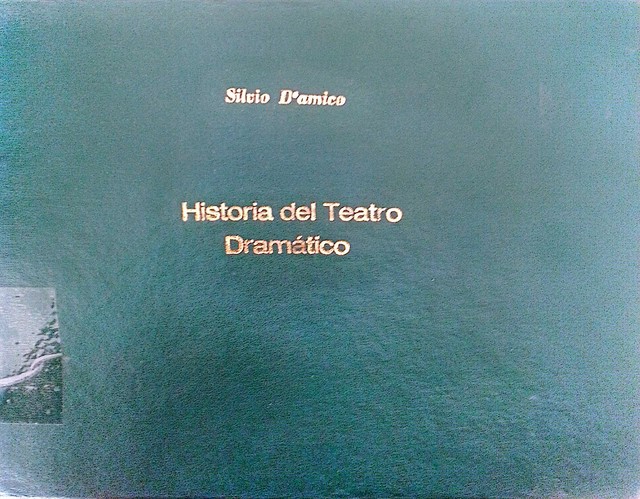 Silvio D'amico
Historia del Teatro
Dramático